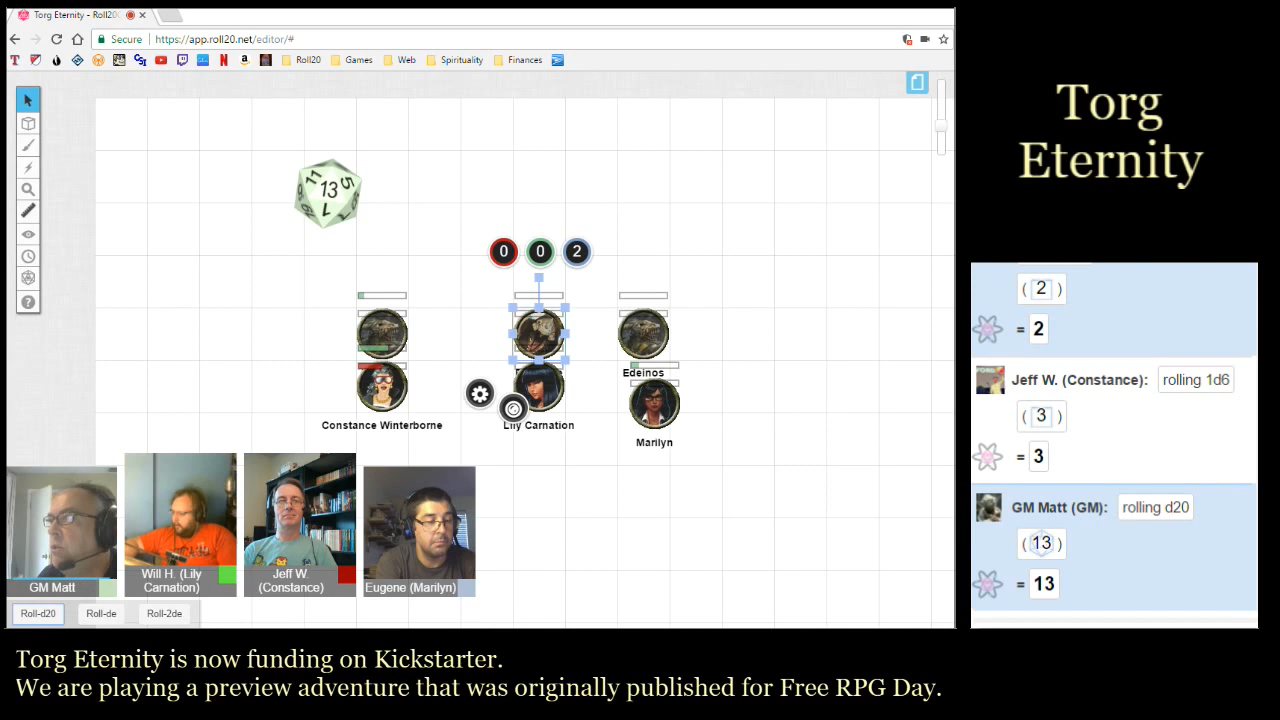 Torg Eternity - Roll20
Secure
https://app.roll20.net/editor/#
Roll20
Games
Web
Spirituality
Finances
Torg
Eternity
11
13
5
7
0
0
2
Edeinos
Constance Winterborne
Lily Carnation
Marilyn
( 2 )
= 2
Jeff W. (Constance): rolling 1d6
( 3 )
= 3
GM Matt (GM): rolling d20
( 13 )
= 13
GM Matt
Will H. (Lily
Carnation)
Jeff W.
(Constance)
Eugene (Marilyn)
Roll-d20
Roll-de
Roll-2de
Torg Eternity is now funding on Kickstarter.
We are playing a preview adventure that was originally published for Free RPG Day.